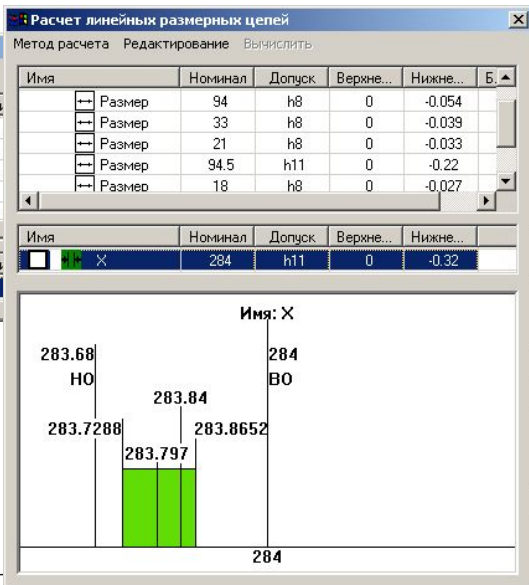 Расчет линейных размерных цепей
Метод расчета Редактирование Вычислить
Имя Номинал Допуск Верхне... Нижне... Б.
Размер 94 h8 0 -0.054
Размер 33 h8 0 -0.039
Размер 21 h8 0 -0.033
Размер 94.5 h11 0 -0.22
Размер 18 h8 0 -0.027
Имя Номинал Допуск Верхне... Нижне...
X 284 h11 0 -0.32
Имя: X
283.68 284
НО ВО
283.84
283.7288 283.8652
283.797
284